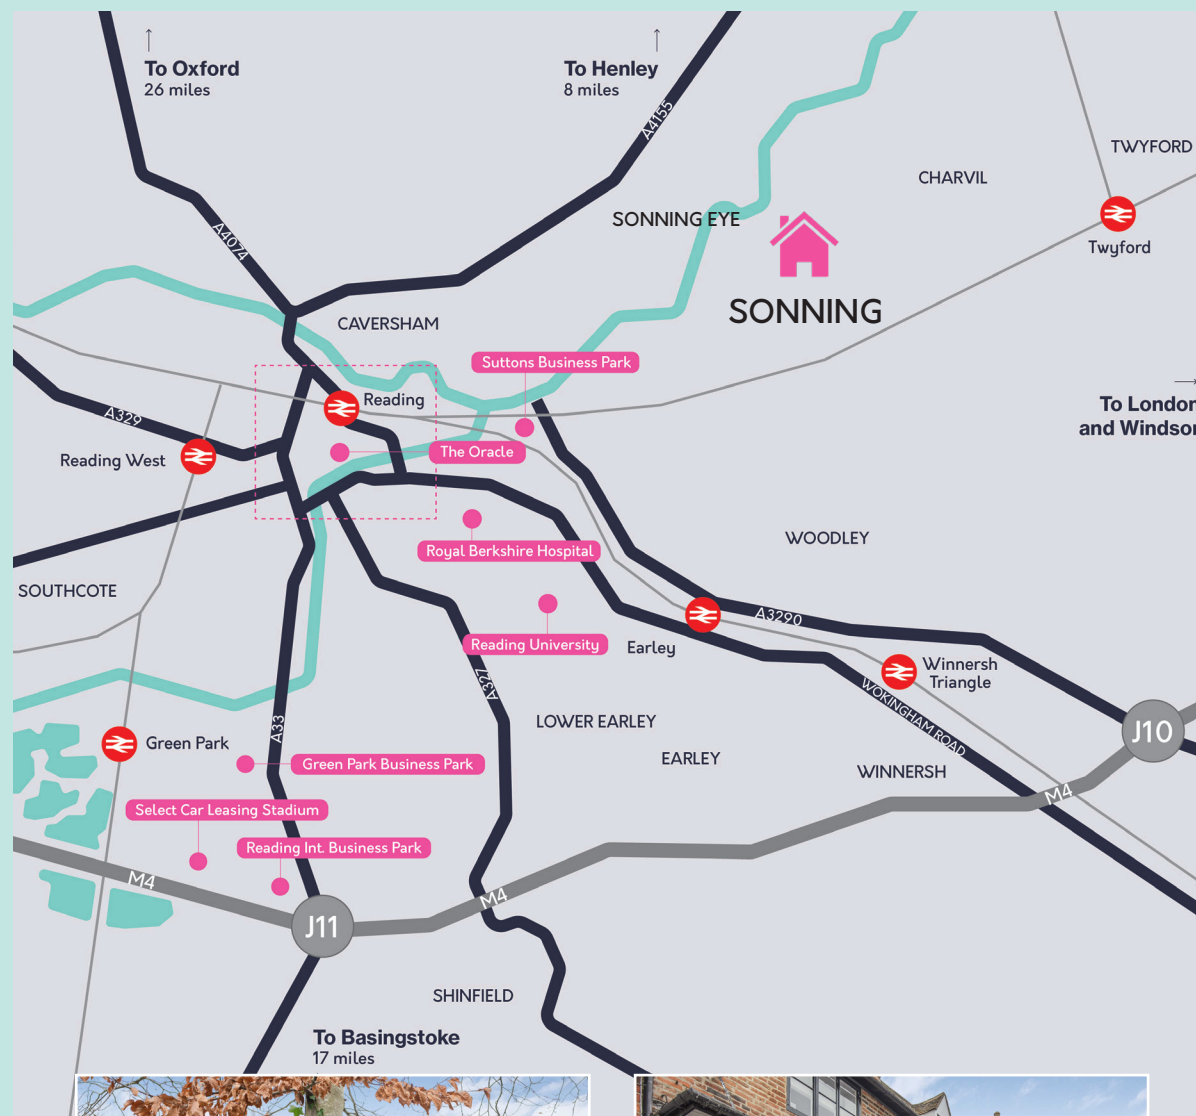 To Oxford
26 miles
To Henley
8 miles
A4155
TWYFORD
CHARVIL
SONNING EYE
A4074
Twyford
SONNING
CAVERSHAM
Suttons Business Park
Reading
To London
and Windsor
A329
The Oracle
Reading West
WOODLEY
Royal Berkshire Hospital
SOUTHCOTE
A3290
Reading University
Earley
Winnersh
Triangle
A327
WOKINGHAM ROAD
LOWER EARLEY
A33
J10
Green Park
EARLEY
Green Park Business Park
WINNERSH
M4
Select Car Leasing Stadium
Reading Int. Business Park
M4
M4
J11
SHINFIELD
To Basingstoke
17 miles